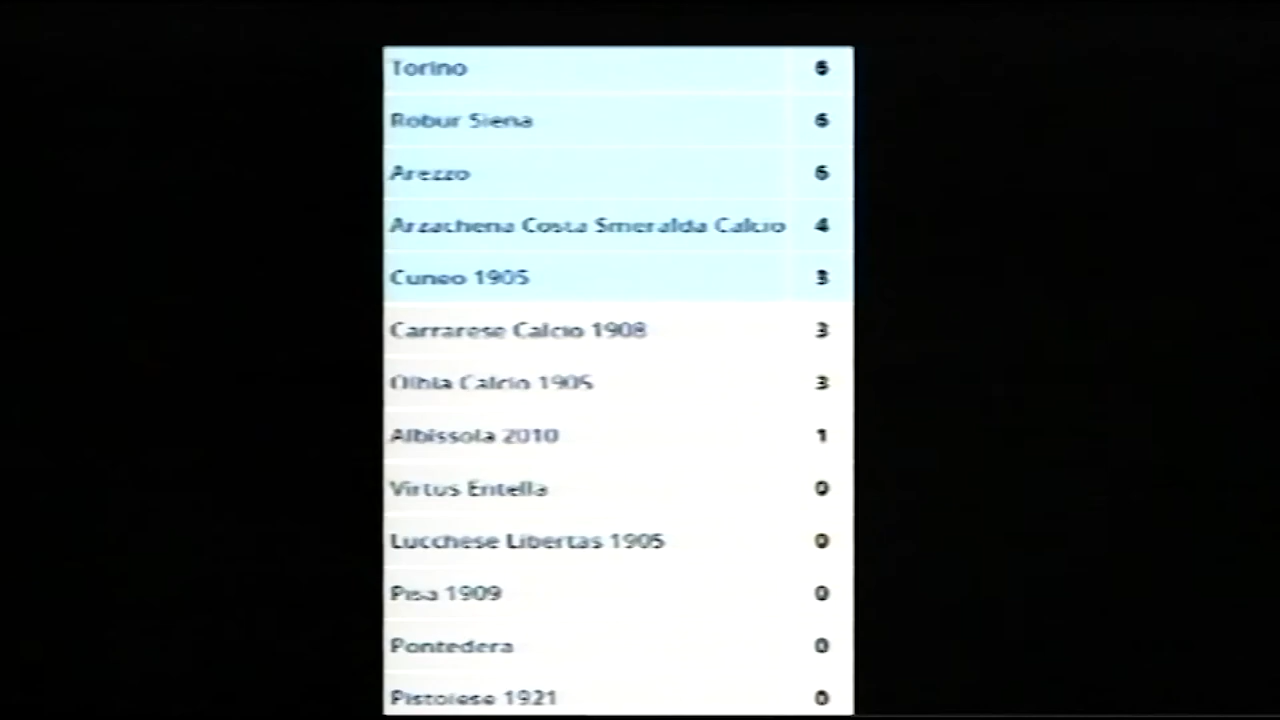 Torino 6
Robur Siena 6
Arezzo 6
Arzachena Costa Smeralda Calcio 4
Cuneo 1905 3
Carrarese Calcio 1908 3
Olbia Calcio 1905 3
Albissola 2010 1
Virtus Entella 0
Lucchese Libertas 1905 0
Pisa 1909 0
Pontedera 0
Pistoiese 1921 0